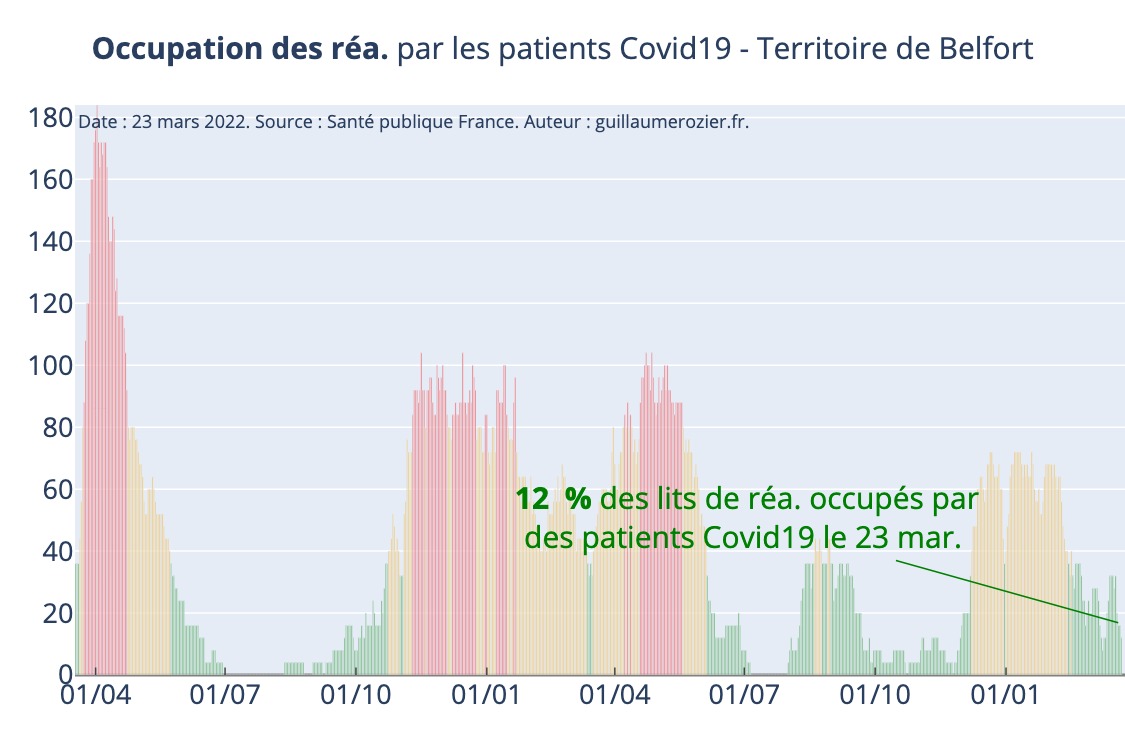 Occupation des réa. par les patients Covid19 - Territoire de Belfort
180
Date : 23 mars 2022. Source : Santé publique France. Auteur : guillaumerozier.fr.
160
140
120
100
80
60
12 % des lits de réa. occupés par
des patients Covid19 le 23 mar.
40
20
0
01/04 01/07 01/10 01/01 01/04 01/07 01/10 01/01